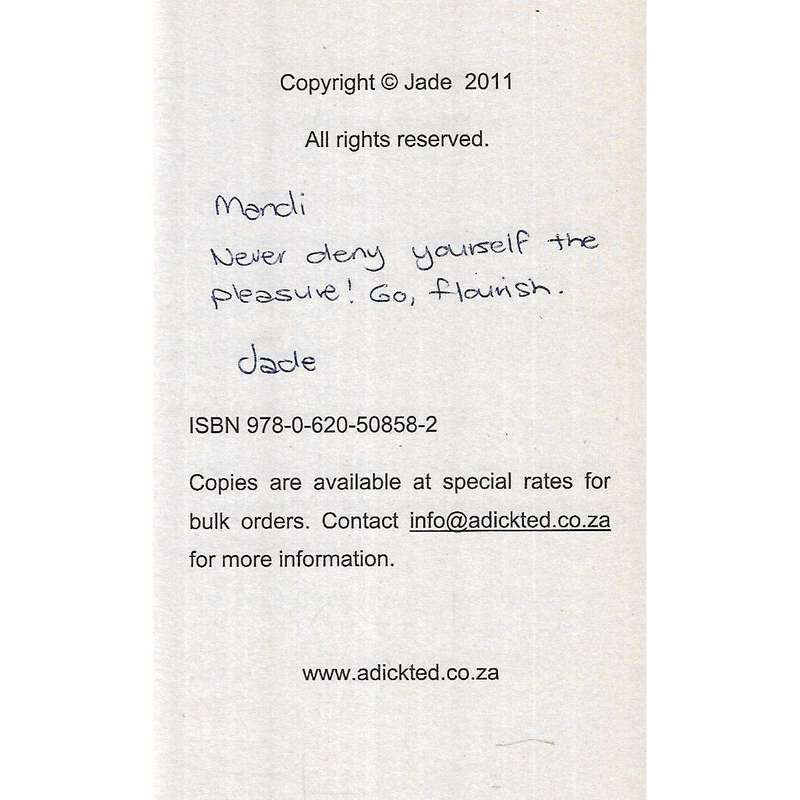 Copyright © Jade 2011
All rights reserved.
Mandi
Never deny yourself the
pleasure! Go, flourish.
Jade
ISBN 978-0-620-50858-2
Copies are available at special rates for
bulk orders. Contact info@adickted.co.za
for more information.
www.adickted.co.za